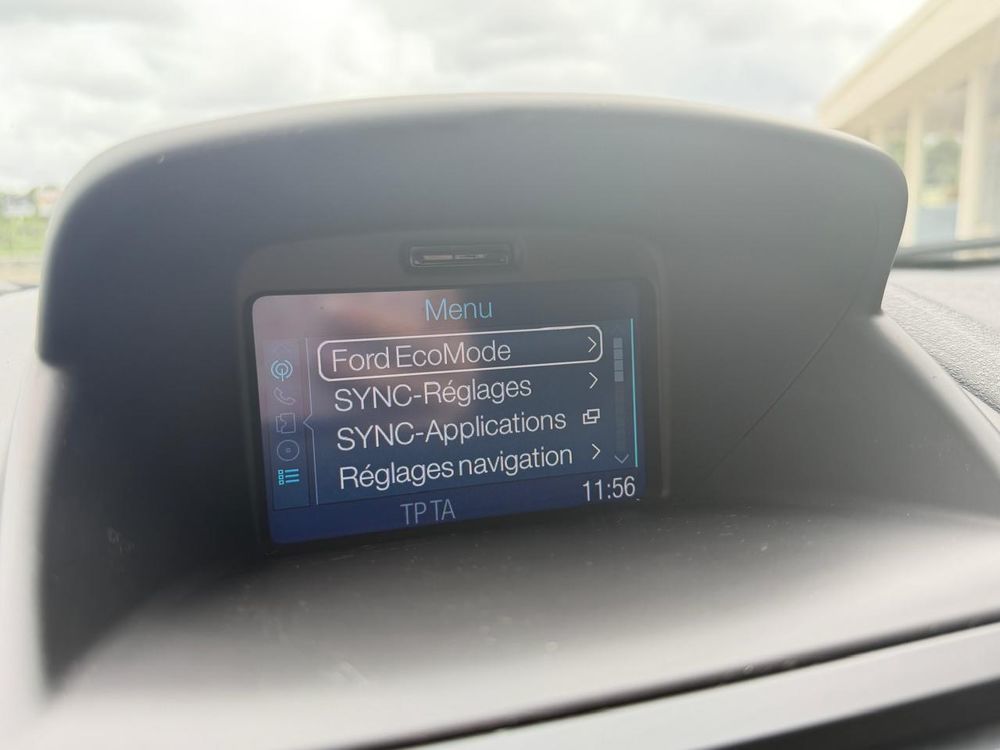 Menu
Ford EcoMode
SYNC-Réglages
SYNC-Applications
Réglages navigation
11:56
TP TA